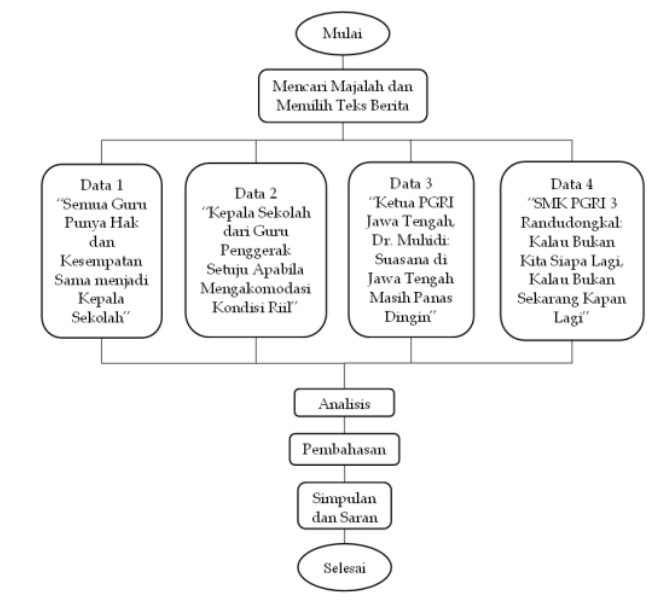 Mulai
Mencari Majalah dan
Memilih Teks Berita
Data 1
“Semua Guru
Punya Hak
dan
Kesempatan
Sama menjadi
Kepala
Sekolah”
Data 2
“Kepala Sekolah
dari Guru
Penggerak
Setuju Apabila
Mengakomodasi
Kondisi Riil”
Data 3
“Ketua PGRI
Jawa Tengah,
Dr. Muhidi:
Suasana di
Jawa Tengah
Masih Panas
Dingin”
Data 4
“SMK PGRI 3
Randudongkal:
Kalau Bukan
Kita Siapa Lagi,
Kalau Bukan
Sekarang Kapan
Lagi”
Analisis
Pembahasan
Simpulan
dan Saran
Selesai